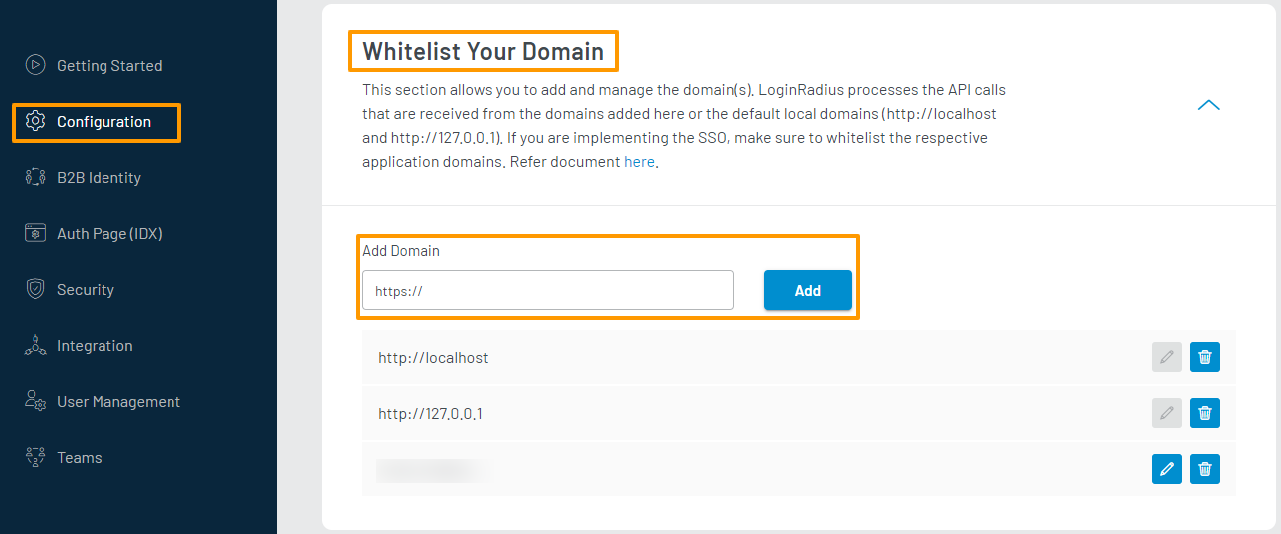 Getting Started
Configuration
B2B Identity
Auth Page (IDX)
Security
Integration
User Management
Teams
Whitelist Your Domain
This section allows you to add and manage the domain(s). LoginRadius processes the API calls
that are received from the domains added here or the default local domains (http://localhost
and http://127.0.0.1). If you are implementing the SSO, make sure to whitelist the respective
application domains. Refer document here.
Add Domain
https://
Add
http://localhost
http://127.0.0.1